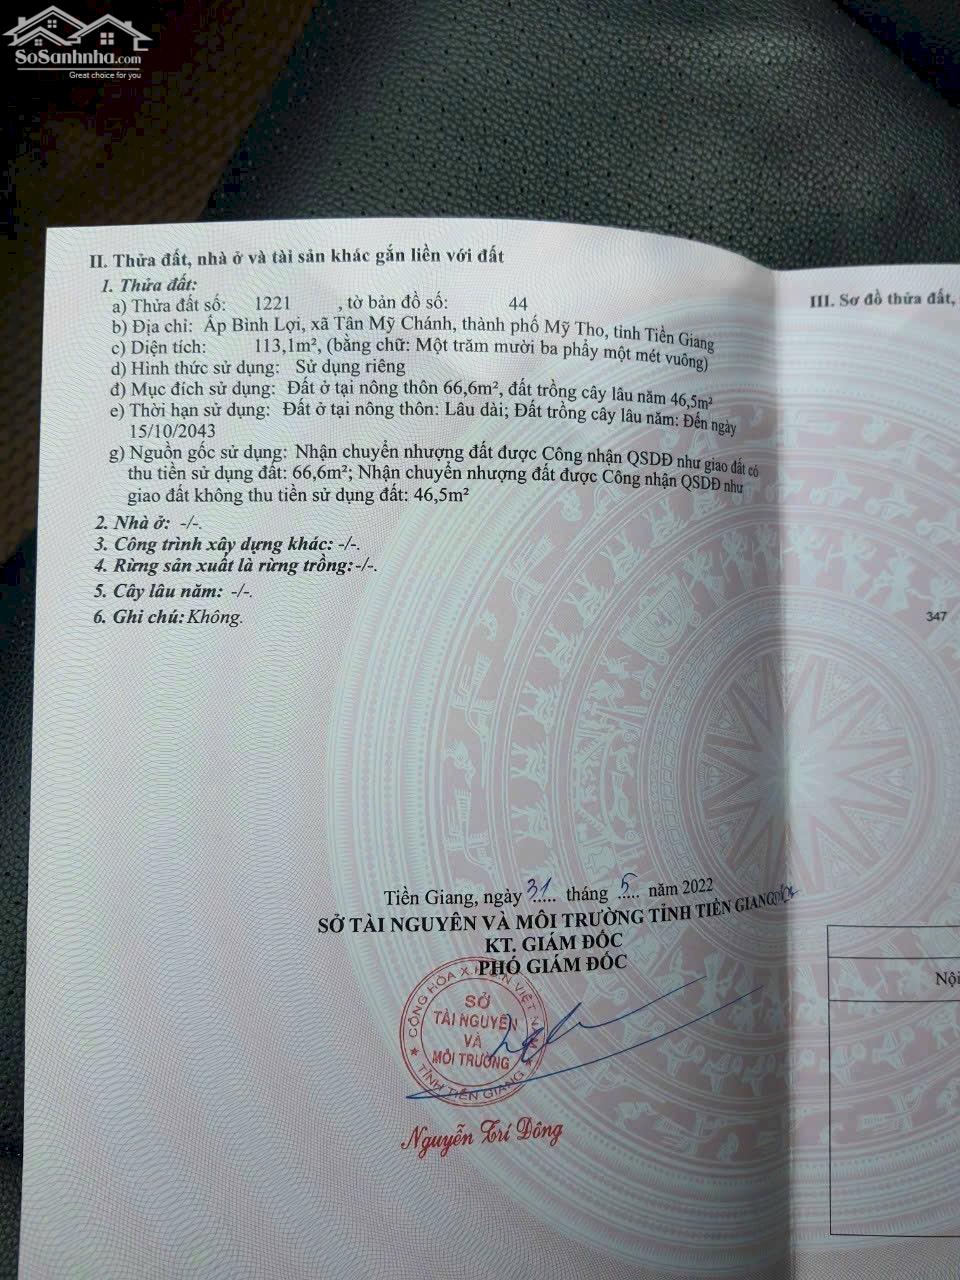 SoSanhnha.com
Great choice for you
II. Thửa đất, nhà ở và tài sản khác gắn liền với đất
1. Thửa đất:
a) Thửa đất số: 1221 , tờ bản đồ số: 44
b) Địa chỉ: Ấp Bình Lợi, xã Tân Mỹ Chánh, thành phố Mỹ Tho, tỉnh Tiền Giang
c) Diện tích: 113,1m², (bằng chữ: Một trăm mười ba phẩy một mét vuông)
d) Hình thức sử dụng: Sử dụng riêng
đ) Mục đích sử dụng: Đất ở tại nông thôn 66,6m², đất trồng cây lâu năm 46,5m²
e) Thời hạn sử dụng: Đất ở tại nông thôn: Lâu dài; Đất trồng cây lâu năm: Đến ngày
15/10/2043
g) Nguồn gốc sử dụng: Nhận chuyển nhượng đất được Công nhận QSDĐ như giao đất có
thu tiền sử dụng đất: 66,6m²; Nhận chuyển nhượng đất được Công nhận QSDĐ như
giao đất không thu tiền sử dụng đất: 46,5m²
2. Nhà ở: -/-.
3. Công trình xây dựng khác: -/-.
4. Rừng sản xuất là rừng trồng: -/-.
5. Cây lâu năm: -/-.
6. Ghi chú: Không.
Tiền Giang, ngày 31 tháng 5 năm 2022
SỞ TÀI NGUYÊN VÀ MÔI TRƯỜNG TỈNH TIỀN GIANG
KT. GIÁM ĐỐC
PHÓ GIÁM ĐỐC
CỘNG HÒA X.H.C.N VIỆT NAM
SỞ
TÀI NGUYÊN
VÀ
MÔI TRƯỜNG
TỈNH TIỀN GIANG
Nguyễn Trí Dông
III. Sơ đồ thửa đất,
347
Nội